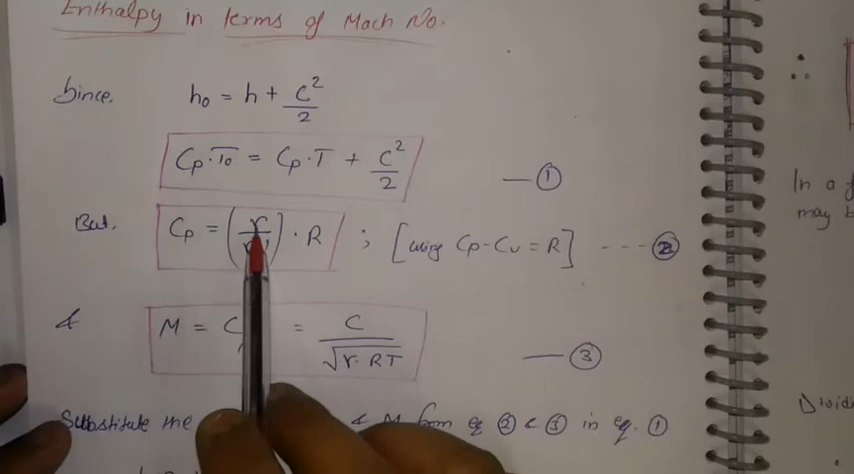 Enthalpy in terms of Mach No.
Since. h₀ = h + C²/2
Cp·T₀ = Cp·T + C²/2 — ①
But. Cp = (γ/γ-1)·R ; [using Cp-Cv = R] --- ②
& M = C = C/√γ·RT — ③
Substitute the & M from eq ② & ③ in eq. ①
∴
In a
may b
Dividi